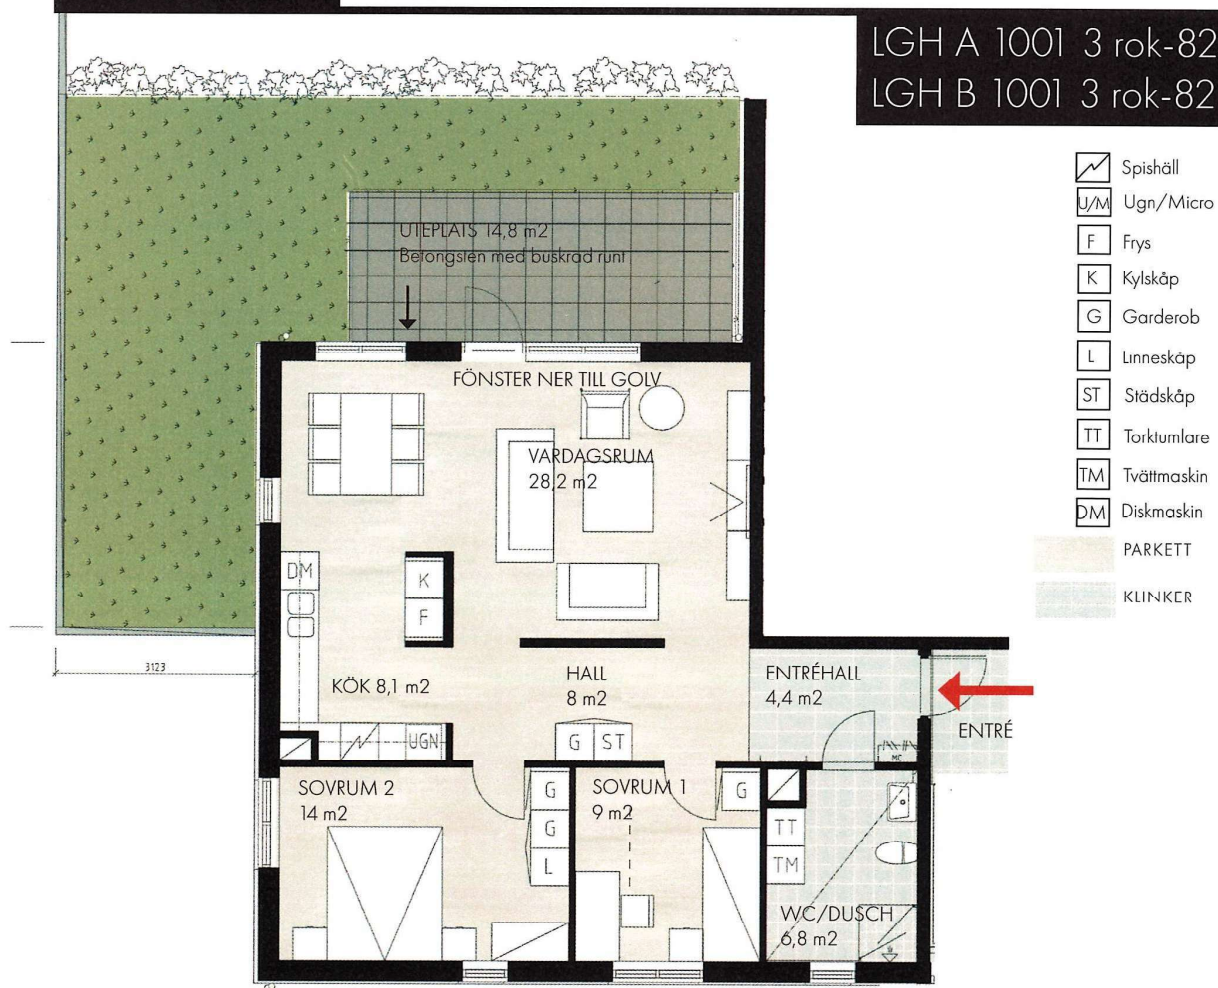 LGH A 1001 3 rok-82
LGH B 1001 3 rok-82
Spishäll
U/M Ugn/Micro
F Frys
K Kylskåp
G Garderob
L Linneskåp
ST Städskåp
TT Torktumlare
TM Tvättmaskin
DM Diskmaskin
PARKETT
KLINKER
UTEPLATS 14,8 m2
Betongsten med buskrad runt
FÖNSTER NER TILL GOLV
VARDAGSRUM
28,2 m2
DM
K
F
3123
KÖK 8,1 m2
HALL
8 m2
ENTRÉHALL
4,4 m2
ENTRÉ
UGN
G ST
MC
SOVRUM 2
14 m2
G
G
L
SOVRUM 1
9 m2
G
TT
TM
WC/DUSCH
6,8 m2